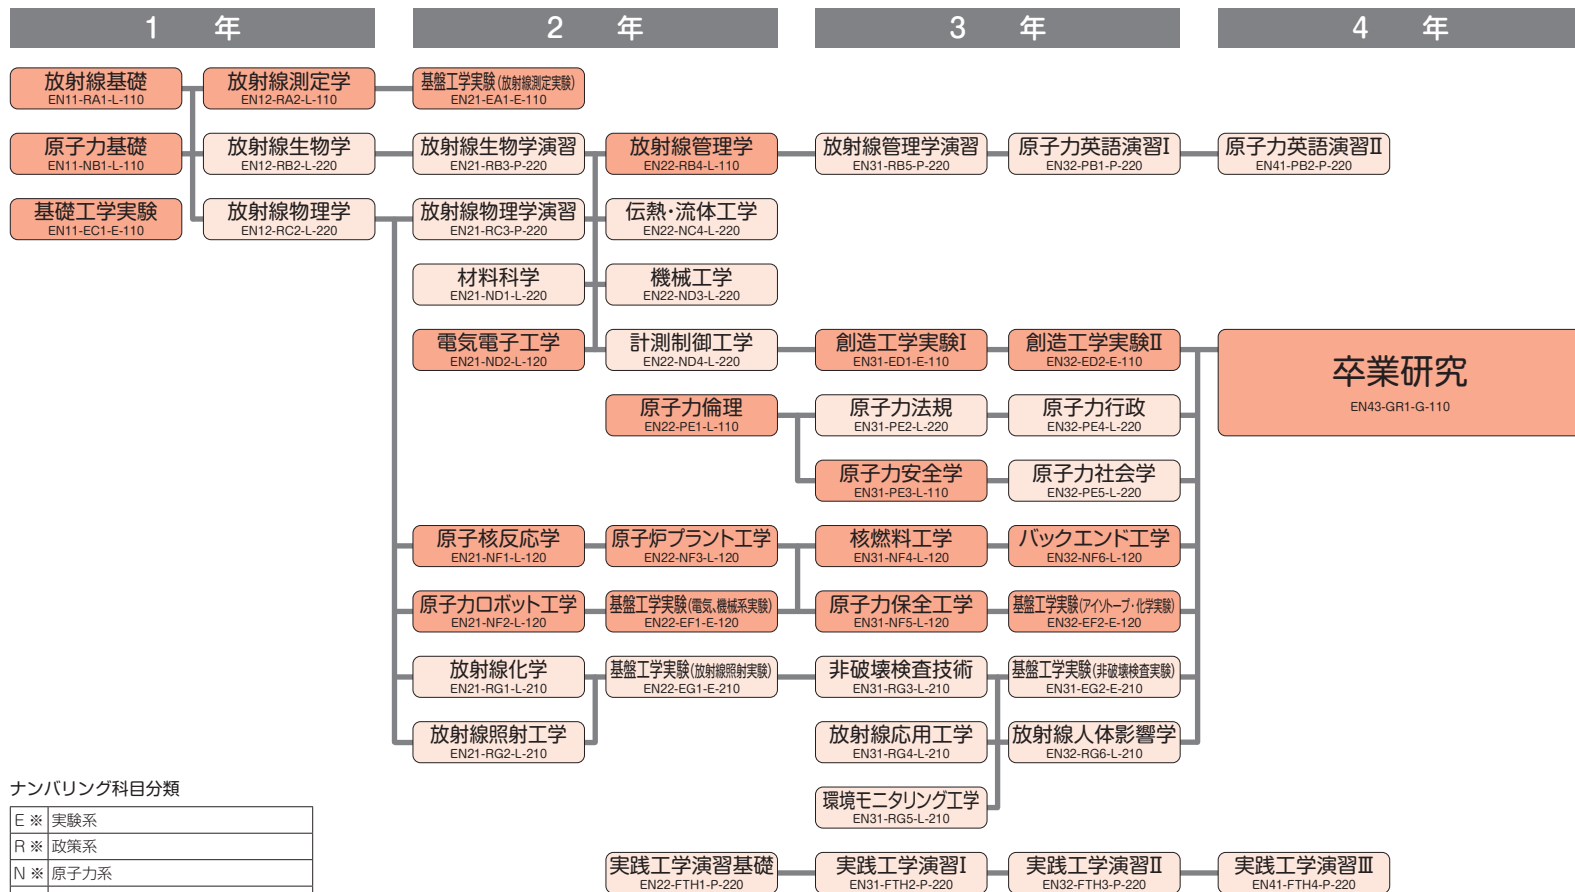 1 年 2 年 3 年 4 年
放射線基礎 放射線測定学 基盤工学実験(放射線測定実験)
EN11-RA1-L-110 EN12-RA2-L-110 EN21-EA1-E-110
原子力基礎 放射線生物学 放射線生物学演習 放射線管理学 放射線管理学演習 原子力英語演習Ⅰ 原子力英語演習Ⅱ
EN11-NB1-L-110 EN12-RB2-L-220 EN21-RB3-P-220 EN22-RB4-L-110 EN31-RB5-P-220 EN32-PB1-P-220 EN41-PB2-P-220
基礎工学実験 放射線物理学 放射線物理学演習 伝熱・流体工学
EN11-EC1-E-110 EN12-RC2-L-220 EN21-RC3-P-220 EN22-NC4-L-220
材料科学 機械工学
EN21-ND1-L-220 EN22-ND3-L-220
電気電子工学 計測制御工学 創造工学実験Ⅰ 創造工学実験Ⅱ
EN21-ND2-L-120 EN22-ND4-L-220 EN31-ED1-E-110 EN32-ED2-E-110
卒業研究
EN43-GR1-G-110
原子力倫理 原子力法規 原子力行政
EN22-PE1-L-110 EN31-PE2-L-220 EN32-PE4-L-220
原子力安全学 原子力社会学
EN31-PE3-L-110 EN32-PE5-L-220
原子核反応学 原子炉プラント工学 核燃料工学 バックエンド工学
EN21-NF1-L-120 EN22-NF3-L-120 EN31-NF4-L-120 EN32-NF6-L-120
原子力ロボット工学 基盤工学実験(電気、機械系実験) 原子力保全工学 基盤工学実験(アイソトープ・化学実験)
EN21-NF2-L-120 EN22-EF1-E-120 EN31-NF5-L-120 EN32-EF2-E-120
放射線化学 基盤工学実験(放射線照射実験) 非破壊検査技術 基盤工学実験(非破壊検査実験)
EN21-RG1-L-210 EN22-EG1-E-210 EN31-RG3-L-210 EN31-EG2-E-210
放射線照射工学 放射線応用工学 放射線人体影響学
EN21-RG2-L-210 EN31-RG4-L-210 EN32-RG6-L-210
ナンバリング科目分類
環境モニタリング工学
EN31-RG5-L-210
E ※ 実験系
R ※ 政策系
N ※ 原子力系
実践工学演習基礎 実践工学演習Ⅰ 実践工学演習Ⅱ 実践工学演習Ⅲ
EN22-FTH1-P-220 EN31-FTH2-P-220 EN32-FTH3-P-220 EN41-FTH4-P-220